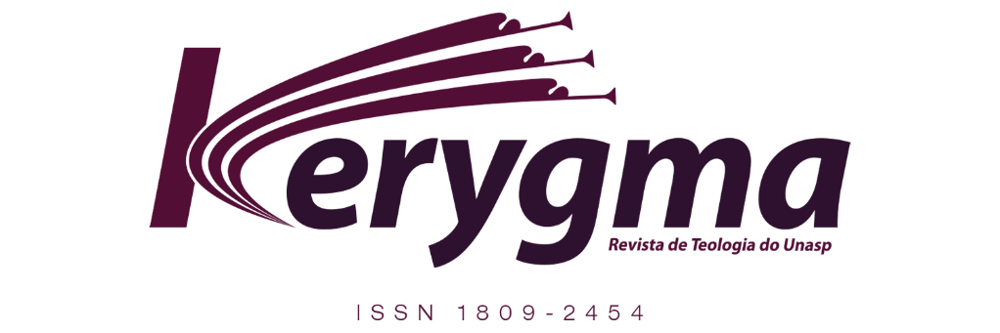 Kerygma
Revista de Teologia do Unasp
ISSN 1809-2454